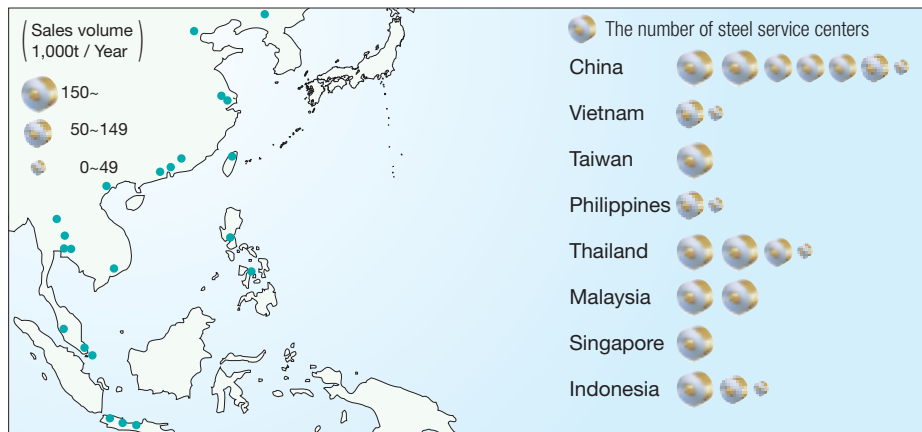 Sales volume
1,000t / Year
150~
50~149
0~49
The number of steel service centers
China
Vietnam
Taiwan
Philippines
Thailand
Malaysia
Singapore
Indonesia